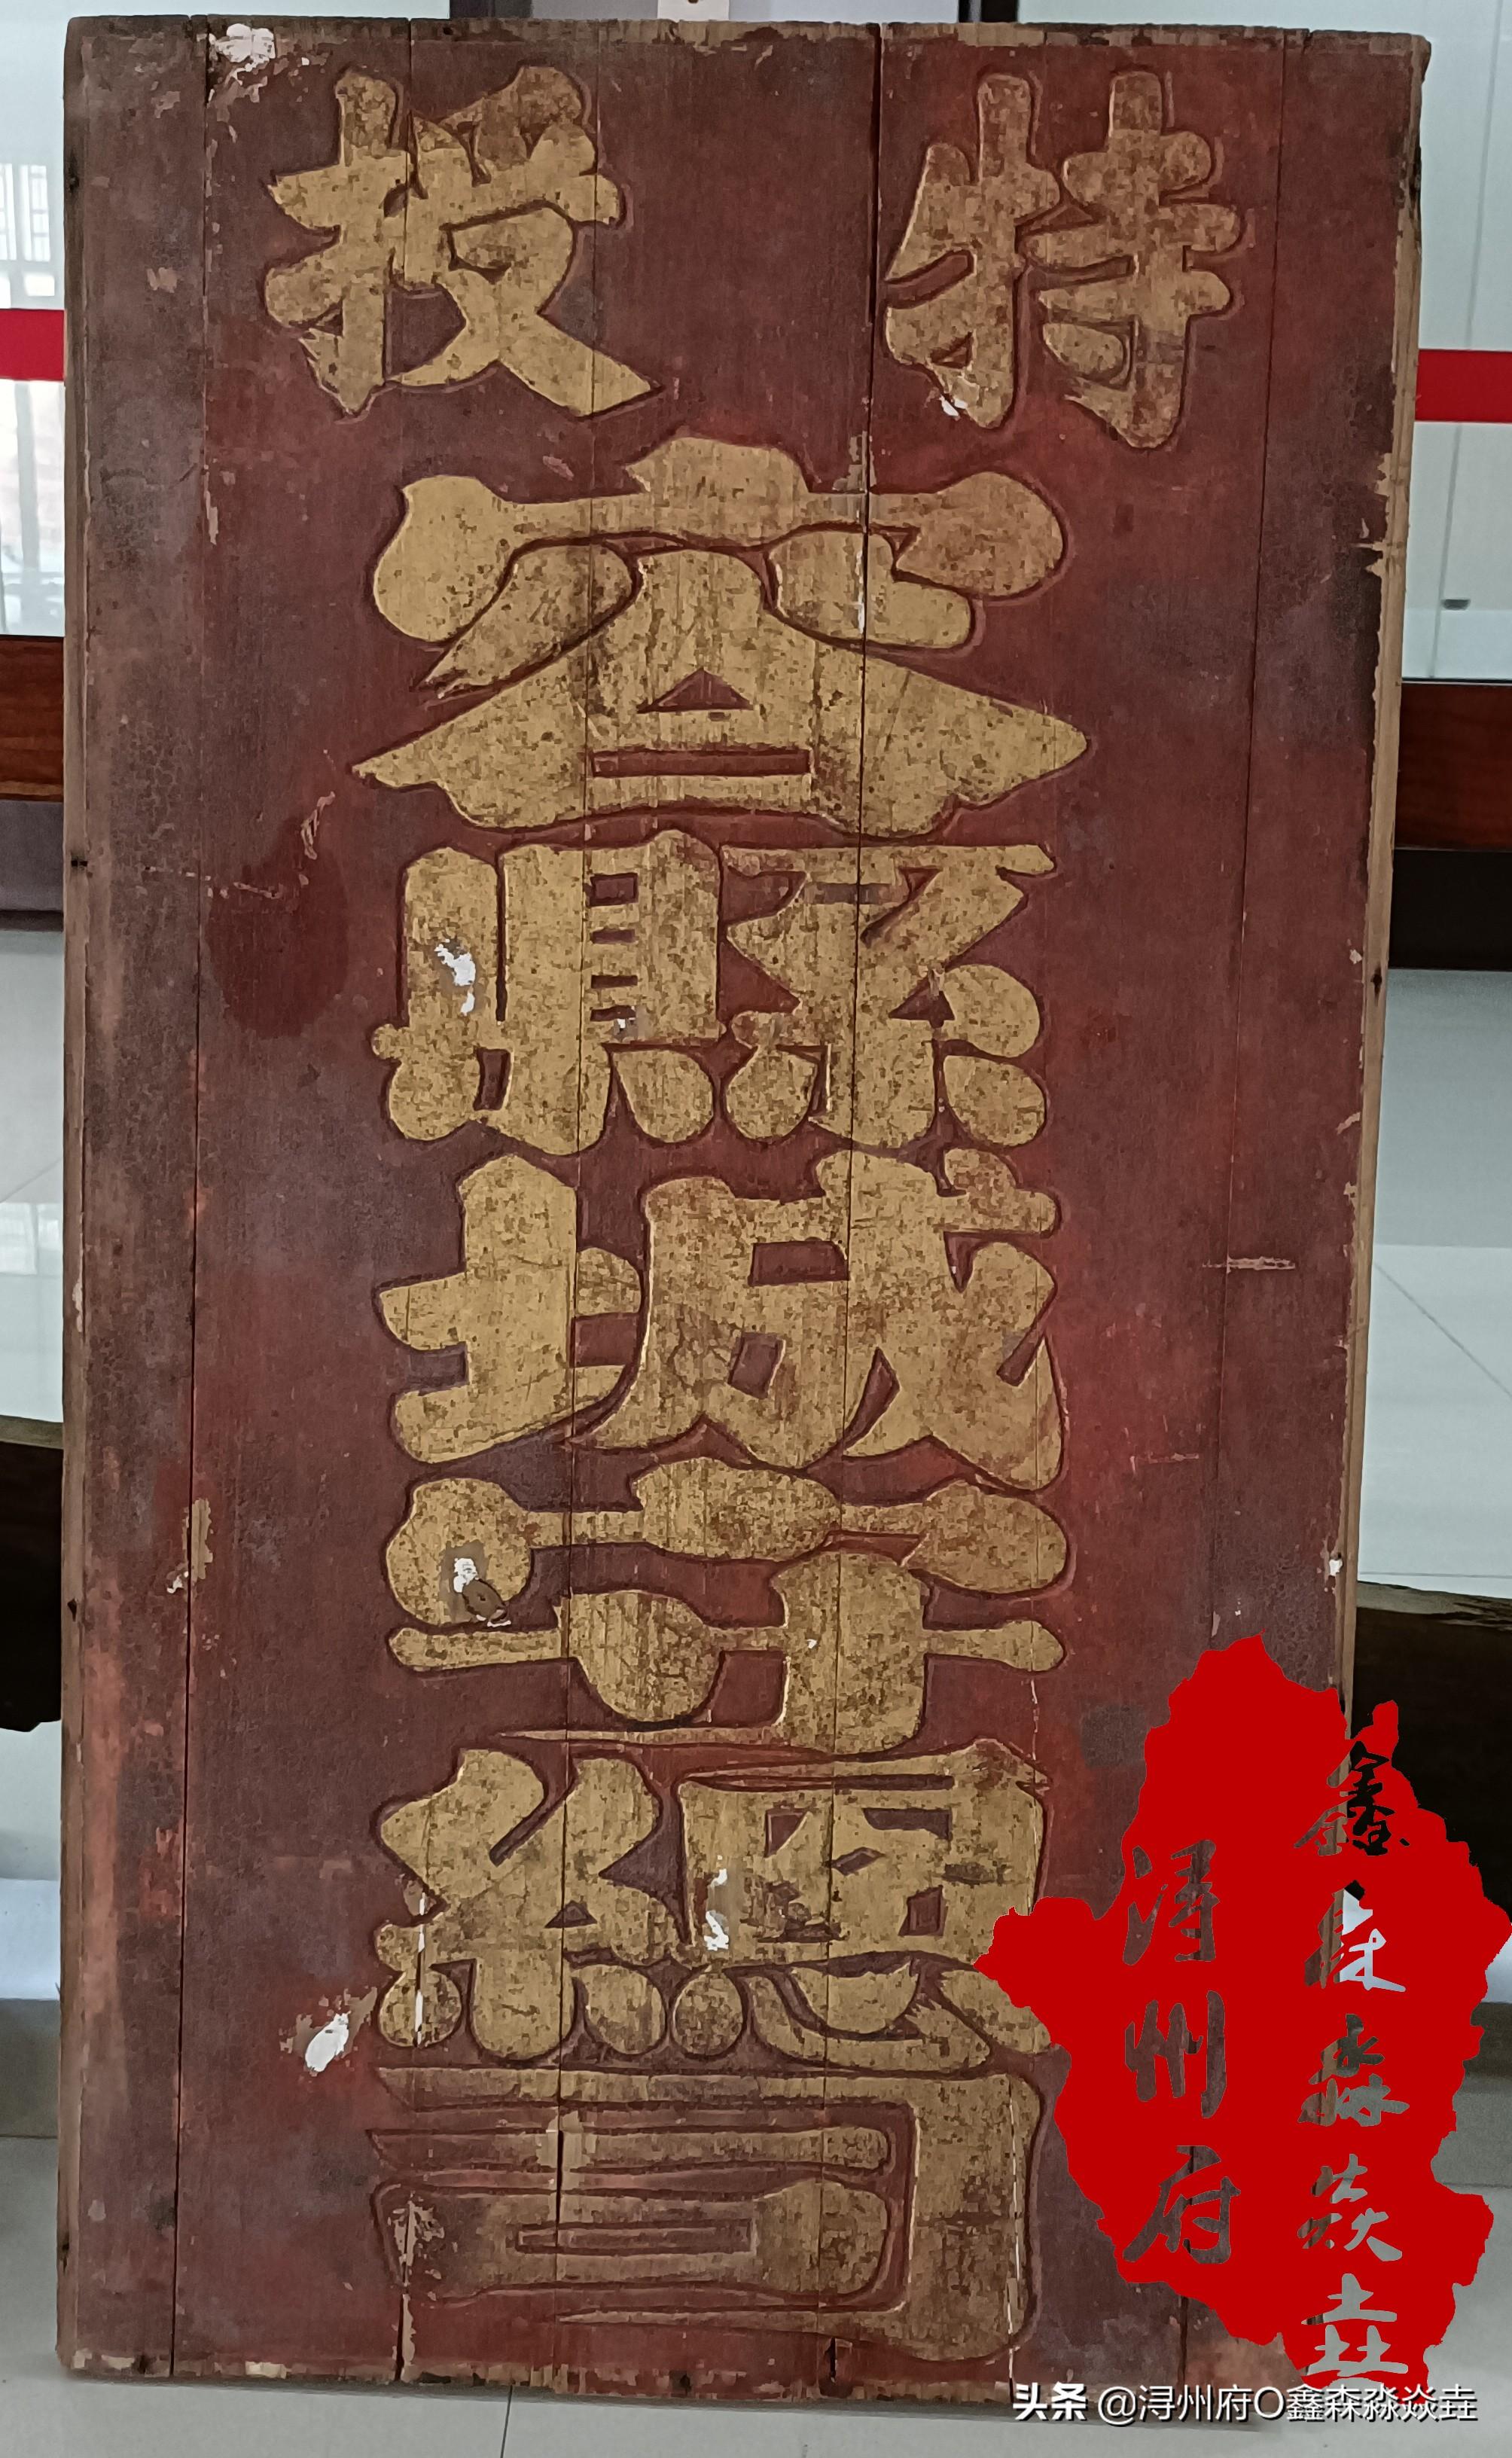 特授
容縣城守總司
鑫森淼焱垚
浔州府
头条 @浔州府O鑫森淼焱垚